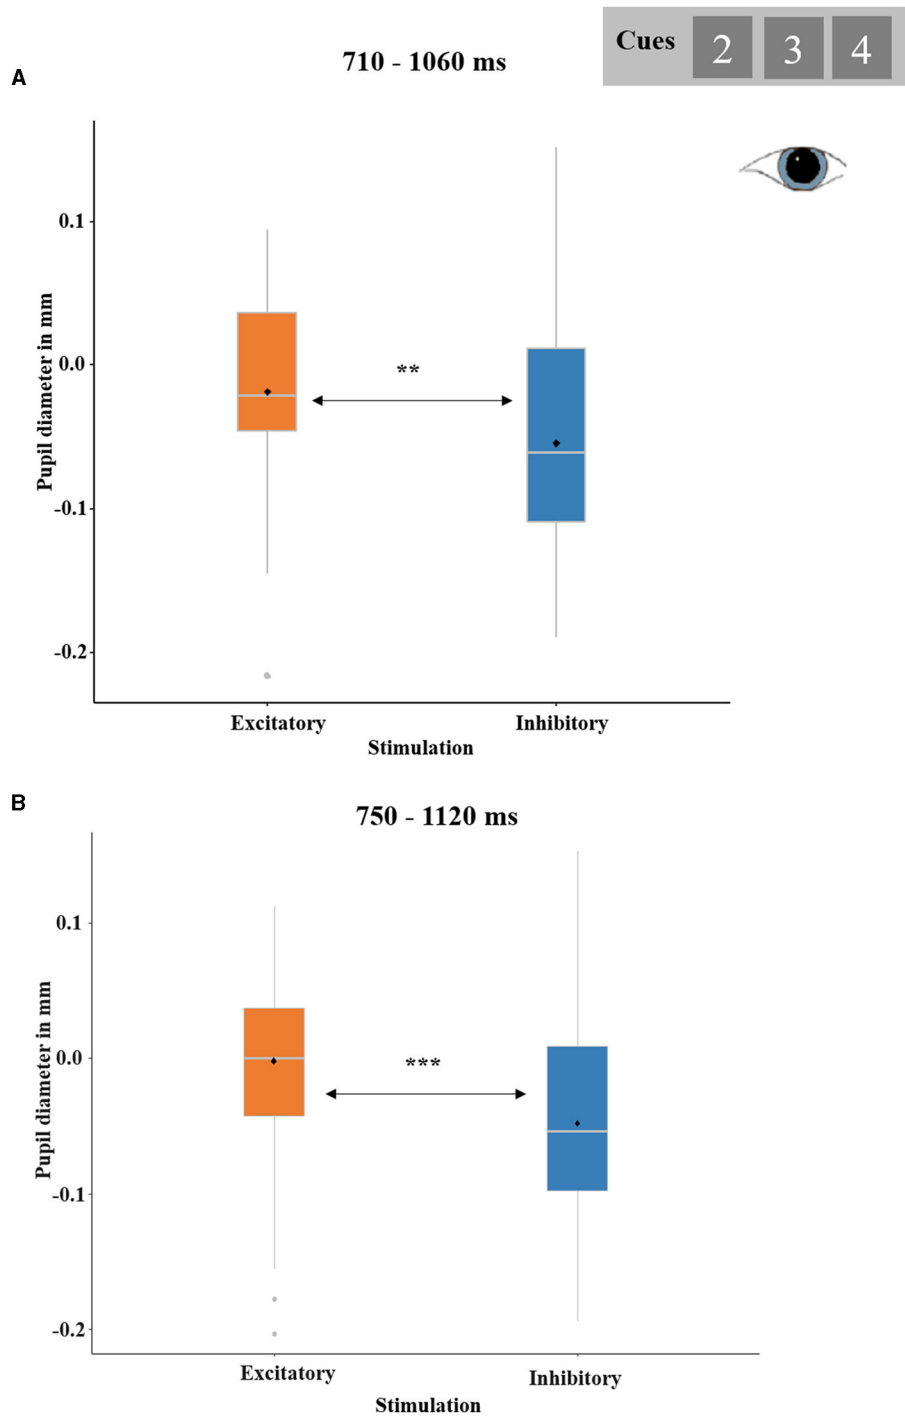 Cues 2 3 4
710 - 1060 ms
A
0.1
0.0
-0.1
-0.2
Pupil diameter in mm
**
Excitatory Inhibitory
Stimulation
B
750 - 1120 ms
0.1
0.0
-0.1
-0.2
Pupil diameter in mm
***
Excitatory Inhibitory
Stimulation